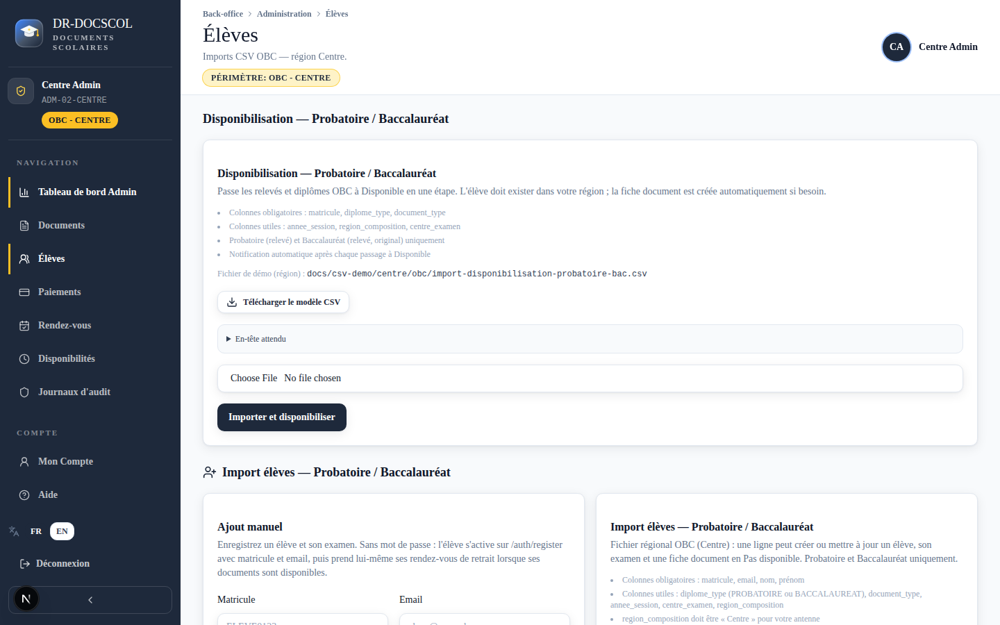 DR-DOCSCOL
DOCUMENTS
SCOLAIRES
Centre Admin
ADM-02-CENTRE
OBC - CENTRE
NAVIGATION
Tableau de bord Admin
Documents
Élèves
Paiements
Rendez-vous
Disponibilités
Journaux d'audit
COMPTE
Mon Compte
Aide
FR EN
Déconnexion
Back-office > Administration > Élèves
Élèves
Imports CSV OBC — région Centre.
PÉRIMÈTRE: OBC - CENTRE
CA Centre Admin
Disponibilisation — Probatoire / Baccalauréat
Disponibilisation — Probatoire / Baccalauréat
Passe les relevés et diplômes OBC à Disponible en une étape. L'élève doit exister dans votre région ; la fiche document est créée automatiquement si besoin.
Colonnes obligatoires : matricule, diplome_type, document_type
Colonnes utiles : annee_session, region_composition, centre_examen
Probatoire (relevé) et Baccalauréat (relevé, original) uniquement
Notification automatique après chaque passage à Disponible
Fichier de démo (région) : docs/csv-demo/centre/obc/import-disponibilisation-probatoire-bac.csv
Télécharger le modèle CSV
En-tête attendu
Choose File No file chosen
Importer et disponibiliser
Import élèves — Probatoire / Baccalauréat
Ajout manuel
Enregistrez un élève et son examen. Sans mot de passe : l'élève s'active sur /auth/register
avec matricule et email, puis prend lui-même ses rendez-vous de retrait lorsque ses
documents sont disponibles.
Matricule
Email
Import élèves — Probatoire / Baccalauréat
Fichier régional OBC (Centre) : une ligne peut créer ou mettre à jour un élève, son
examen et une fiche document en Pas disponible. Probatoire et Baccalauréat uniquement.
Colonnes obligatoires : matricule, email, nom, prénom
Colonnes utiles : diplome_type (PROBATOIRE ou BACCALAUREAT), document_type,
annee_session, centre_examen, region_composition
region_composition doit être « Centre » pour votre antenne